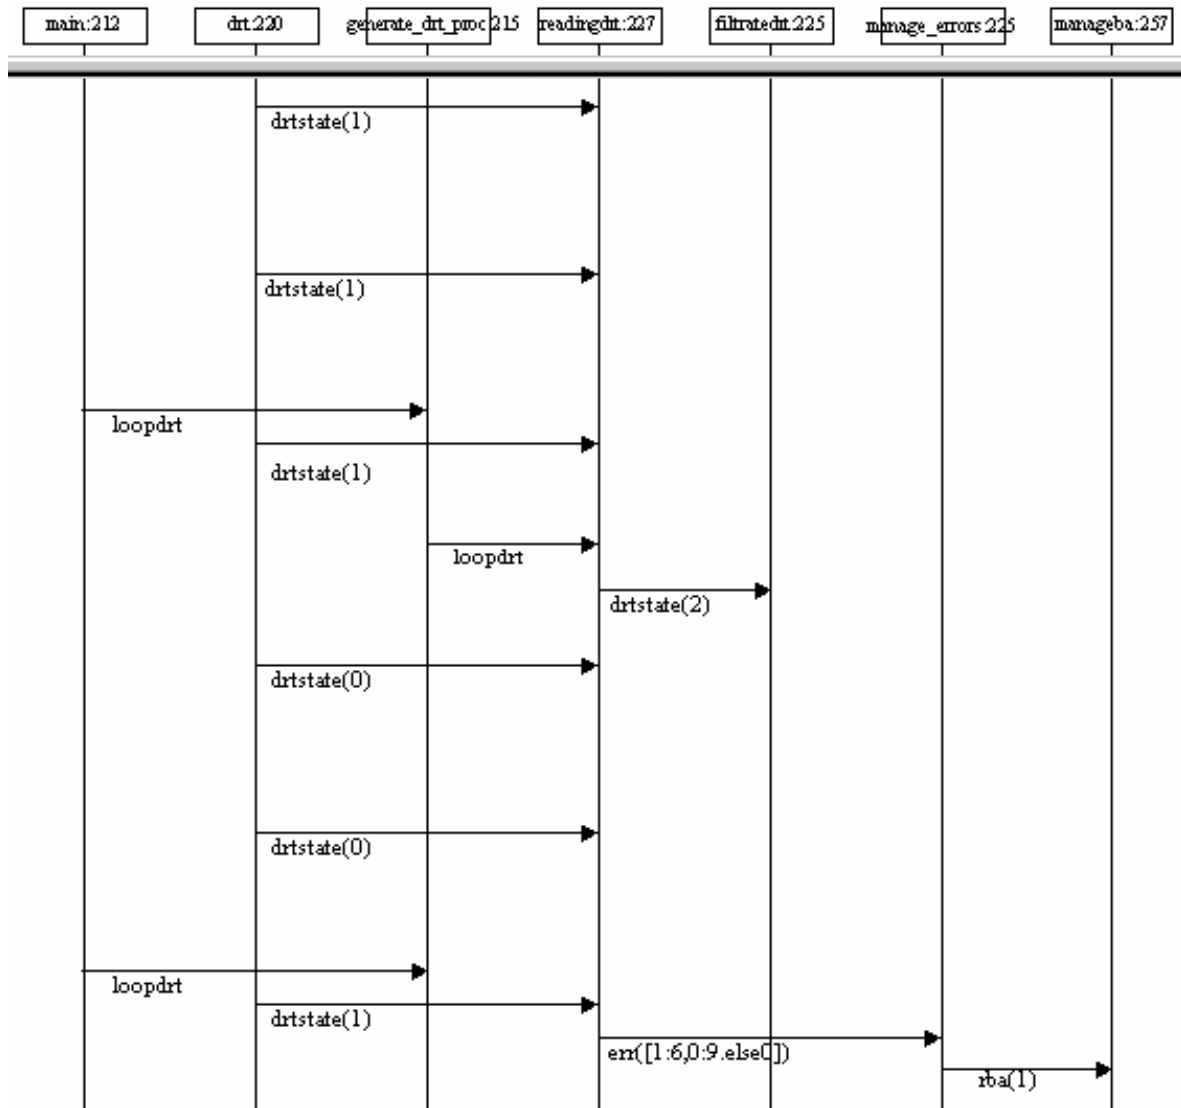 main:212
drt:220
generate_drt_proc:215
readingdrt:227
filtratedrt:225
manage_errors:225
manageba:257
drtstate(1)
drtstate(1)
loopdrt
drtstate(1)
loopdrt
drtstate(2)
drtstate(0)
drtstate(0)
loopdrt
drtstate(1)
err([1:6,0:9.else0])
rba(1)